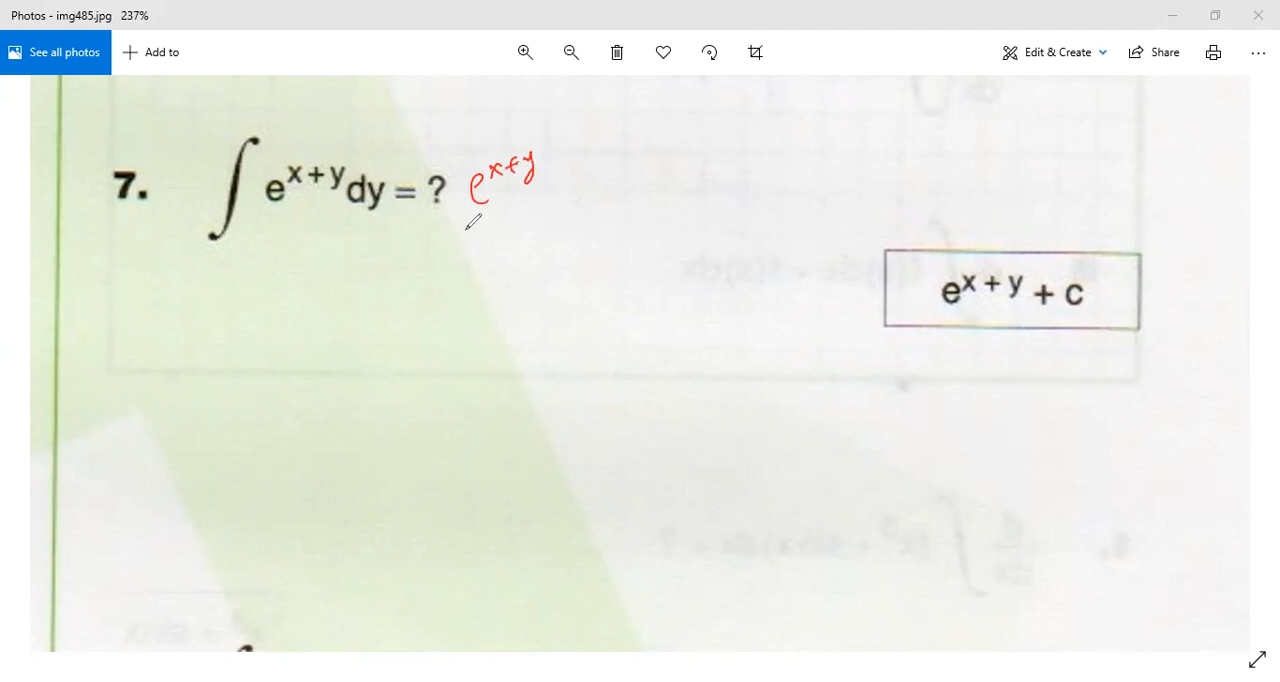 Photos - img485.jpg 237%
See all photos
Add to
Edit & Create
Share
7. ∫ e^{x+y} dy = ? e^{x+y}
e^{x+y} + c